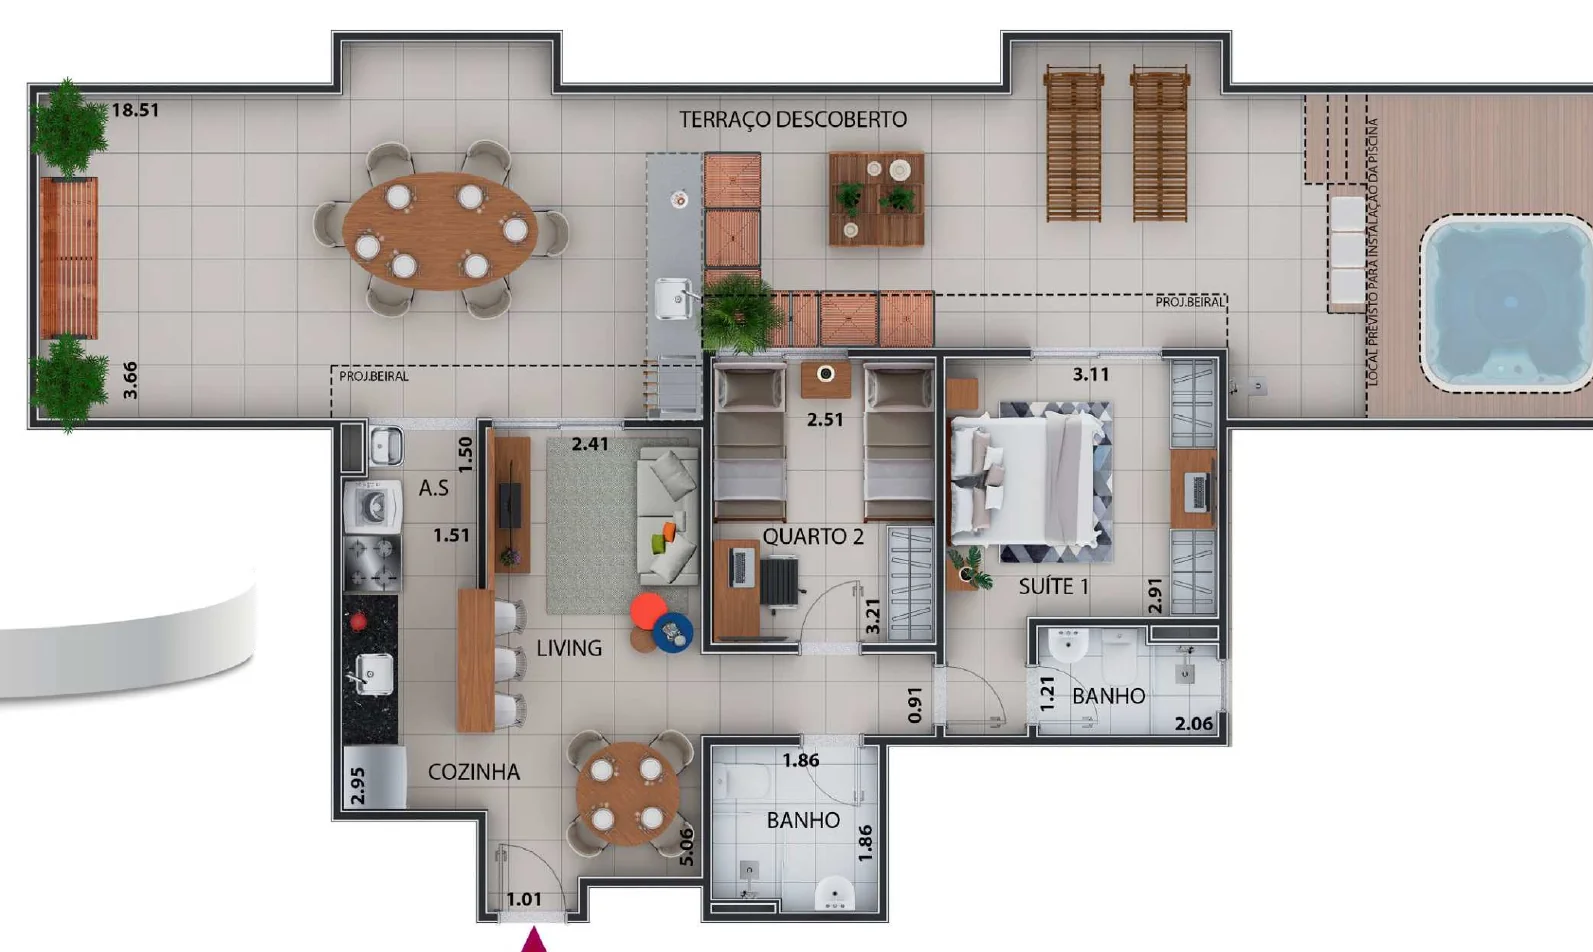 18.51
TERRAÇO DESCOBERTO
LOCAL PREVISTO PARA INSTALAÇÃO DA PISCINA
PROJ.BEIRAL
3.66
PROJ.BEIRAL
3.11
2.51
2.41
1.50
A.S
1.51
QUARTO 2
SUÍTE 1
2.91
3.21
LIVING
0.91
1.21
BANHO
2.06
COZINHA
2.95
1.86
BANHO
1.86
5.06
1.01